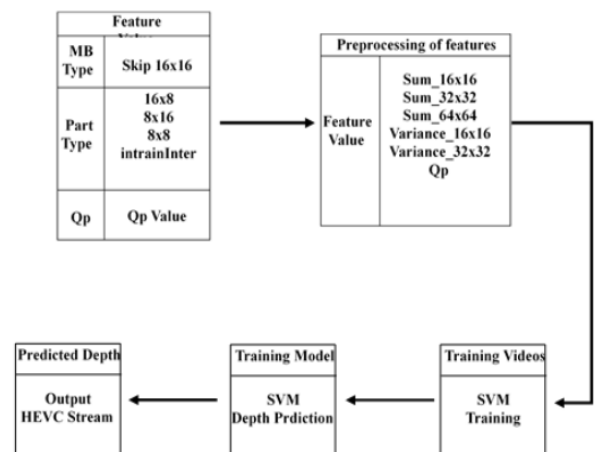 Feature
MB
Type
Skip 16x16
Part
Type
16x8
8x16
8x8
intrainInter
Qp
Qp Value
Preprocessing of features
Feature
Value
Sum_16x16
Sum_32x32
Sum_64x64
Variance_16x16
Variance_32x32
Qp
Predicted Depth
Output
HEVC Stream
Training Model
SVM
Depth Prdiction
Training Videos
SVM
Training